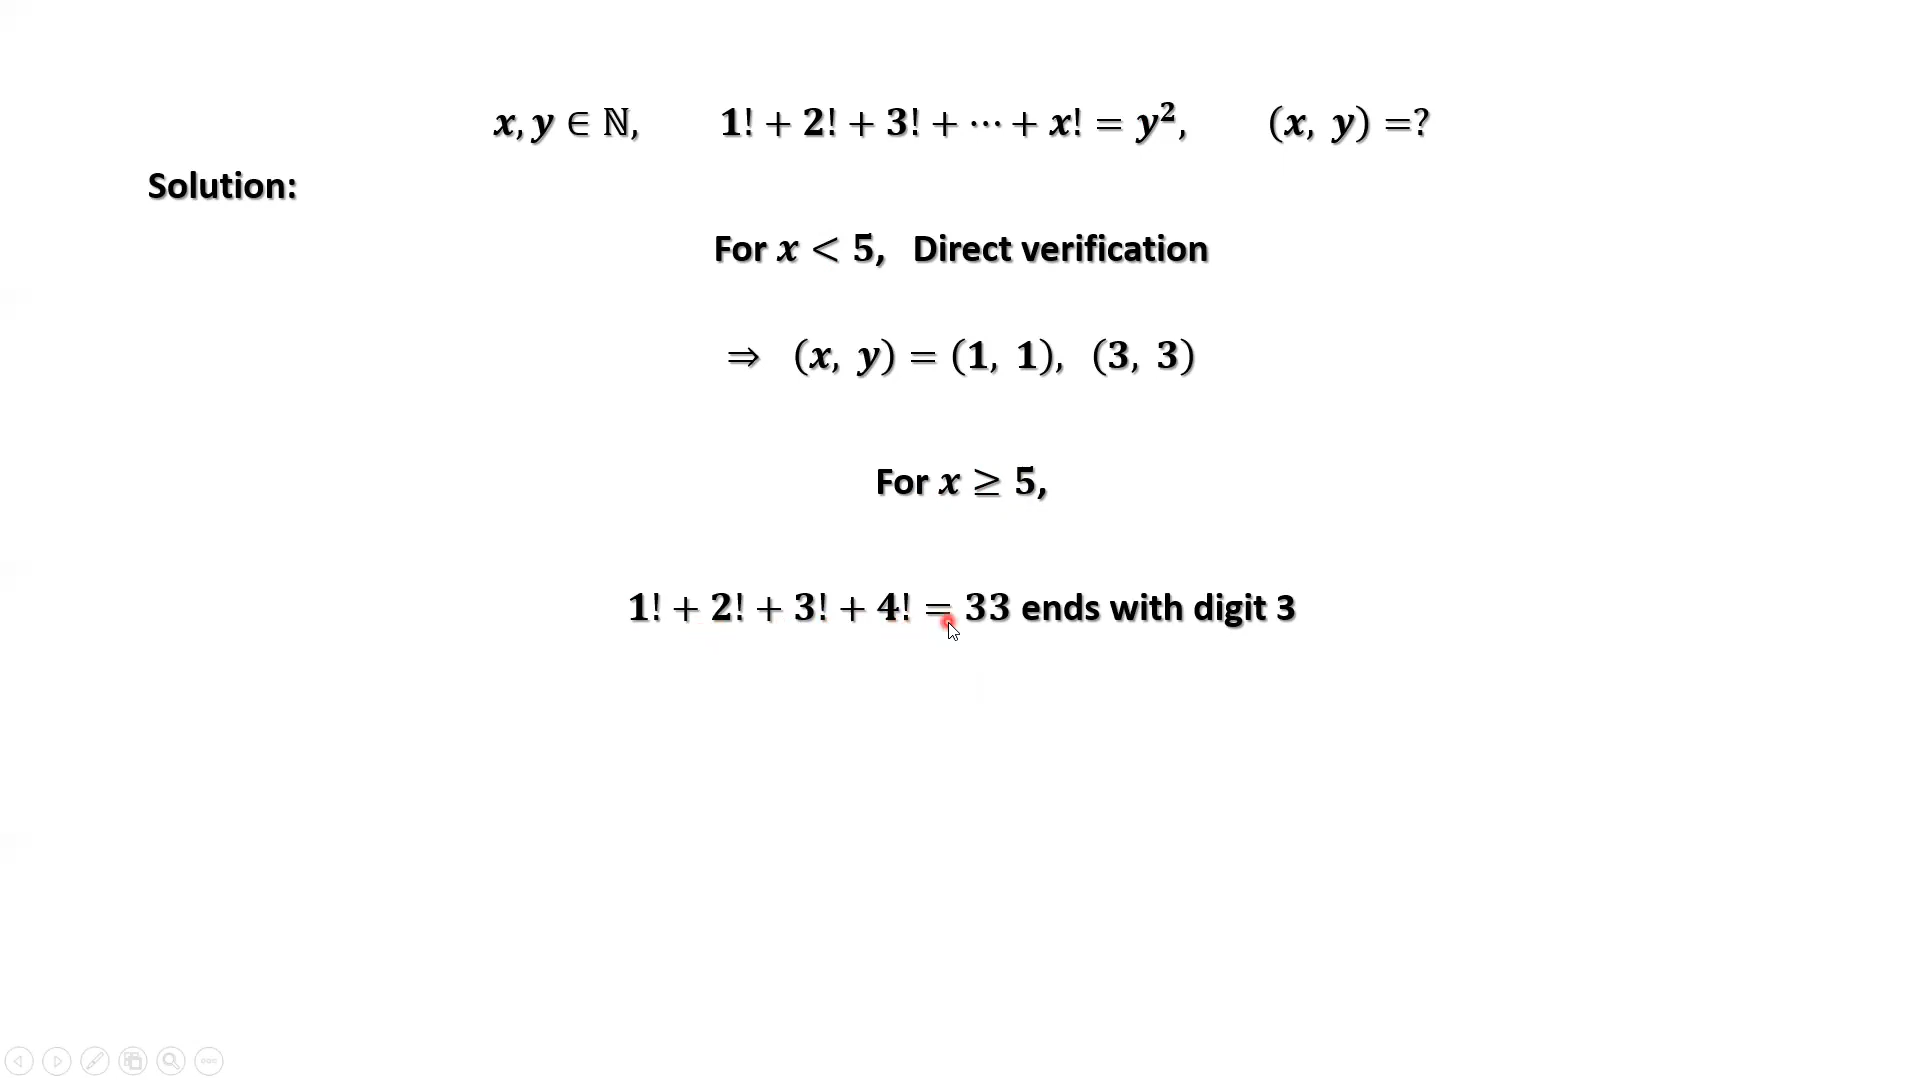 x, y ∈ ℕ, 1! + 2! + 3! + ⋯ + x! = y², (x, y) =?
Solution:
For x < 5, Direct verification
⇒ (x, y) = (1, 1), (3, 3)
For x ≥ 5,
1! + 2! + 3! + 4! = 33 ends with digit 3